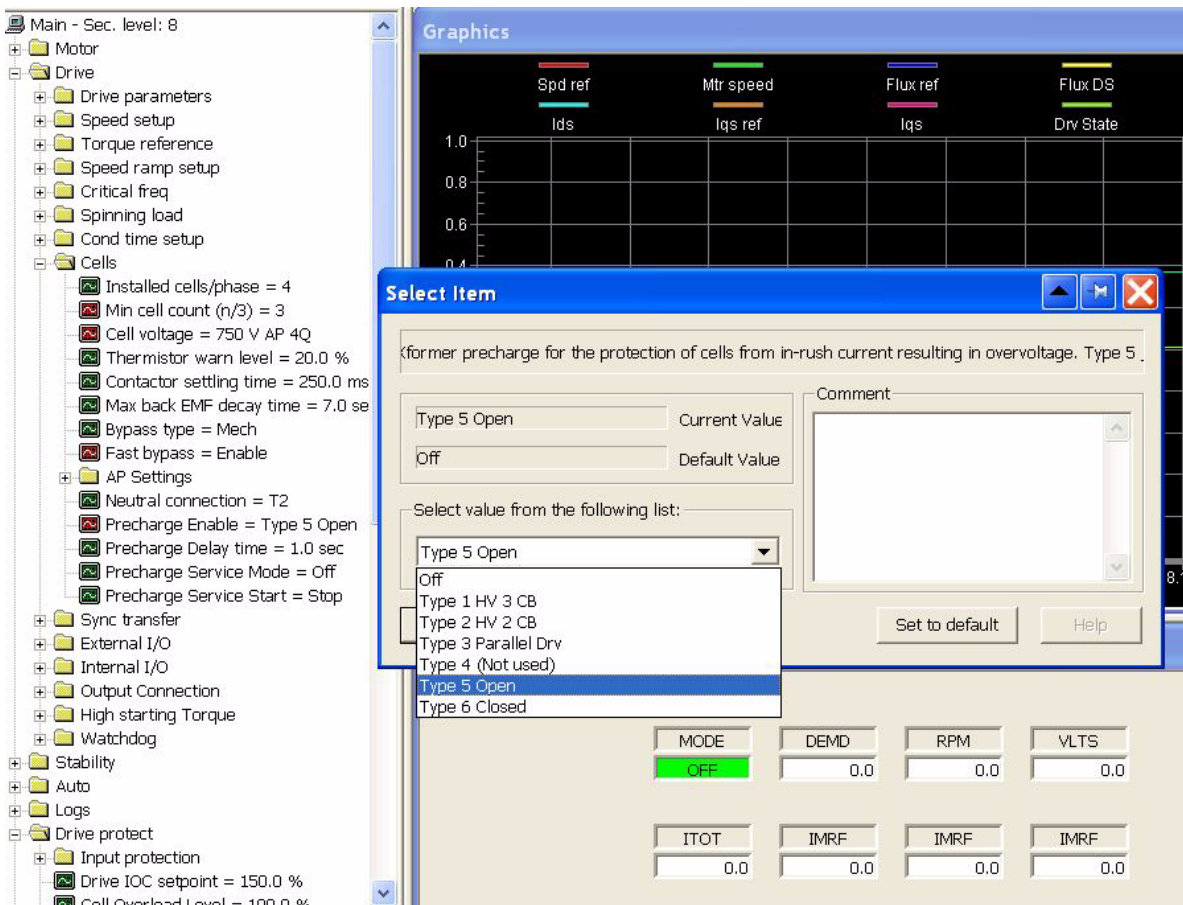 Main - Sec. level: 8
Motor
Drive
Drive parameters
Speed setup
Torque reference
Speed ramp setup
Critical freq
Spinning load
Cond time setup
Cells
Installed cells/phase = 4
Min cell count (n/3) = 3
Cell voltage = 750 V AP 4Q
Thermistor warn level = 20.0 %
Contactor settling time = 250.0 ms
Max back EMF decay time = 7.0 se
Bypass type = Mech
Fast bypass = Enable
AP Settings
Neutral connection = T2
Precharge Enable = Type 5 Open
Precharge Delay time = 1.0 sec
Precharge Service Mode = Off
Precharge Service Start = Stop
Sync transfer
External I/O
Internal I/O
Output Connection
High starting Torque
Watchdog
Stability
Auto
Logs
Drive protect
Input protection
Drive IOC setpoint = 150.0 %
Cell Overload Level = 100.0 %
Graphics
Spd ref Mtr speed Flux ref Flux DS
Ids Iqs ref Iqs Drv State
1.0
0.8
0.6
0.4
Select Item
former precharge for the protection of cells from in-rush current resulting in overvoltage. Type 5
Type 5 Open Current Value
Off Default Value
Comment
Select value from the following list:
Type 5 Open
Off
Type 1 HV 3 CB
Type 2 HV 2 CB
Type 3 Parallel Drv
Type 4 (Not used)
Type 5 Open
Type 6 Closed
Set to default Help
MODE DEMD RPM VLTS
OFF 0.0 0.0 0.0
ITOT IMRF IMRF IMRF
0.0 0.0 0.0 0.0